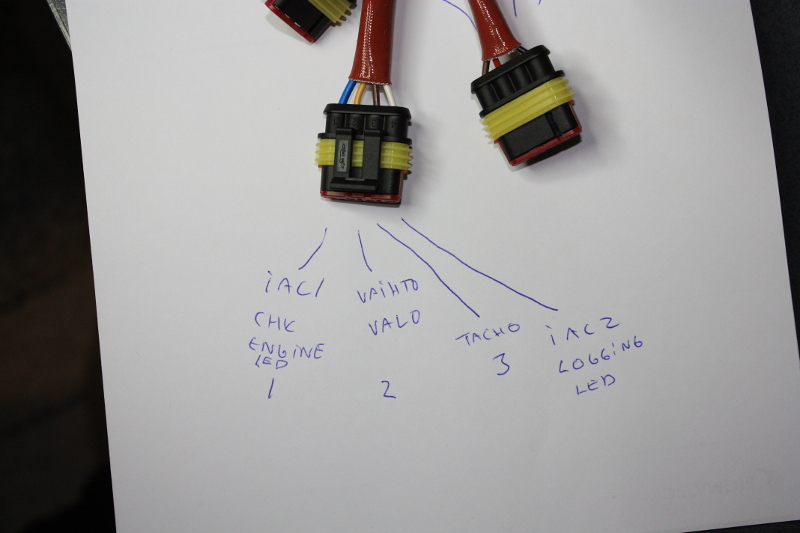 iAC1
CHK
ENGiNE
LED
1
VAiHTO
VALO
2
TACHO
3
iAC2
LOGGiNG
LED